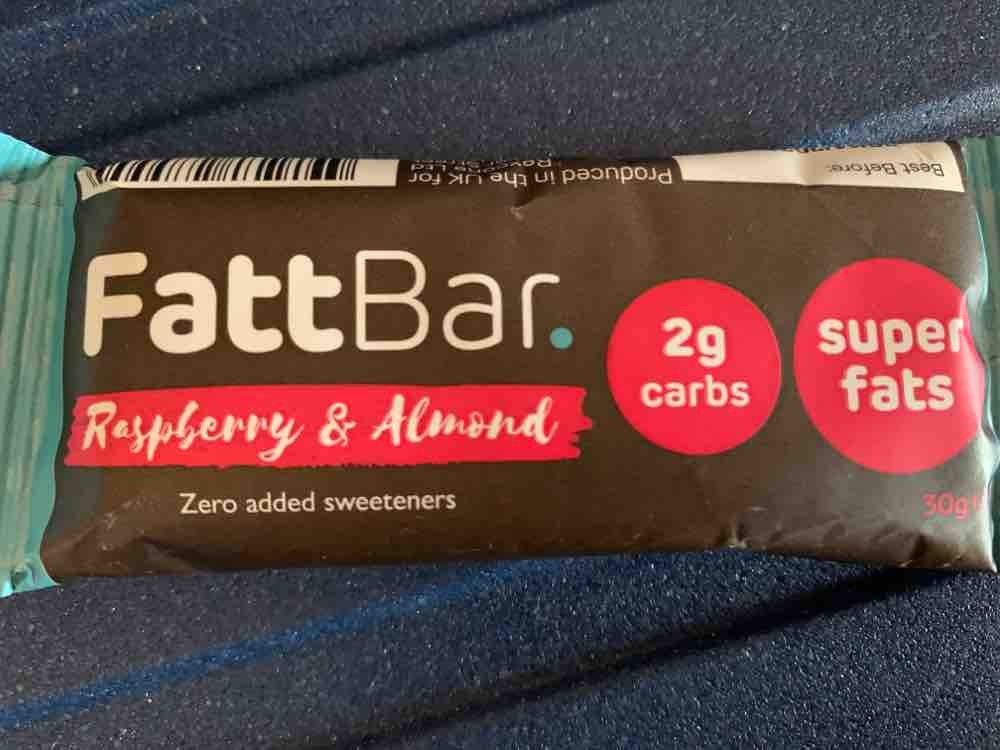 Best Before:
Produced in the UK for
FattBar.
Raspberry & Almond
Zero added sweeteners
2g
carbs
super
fats
30g